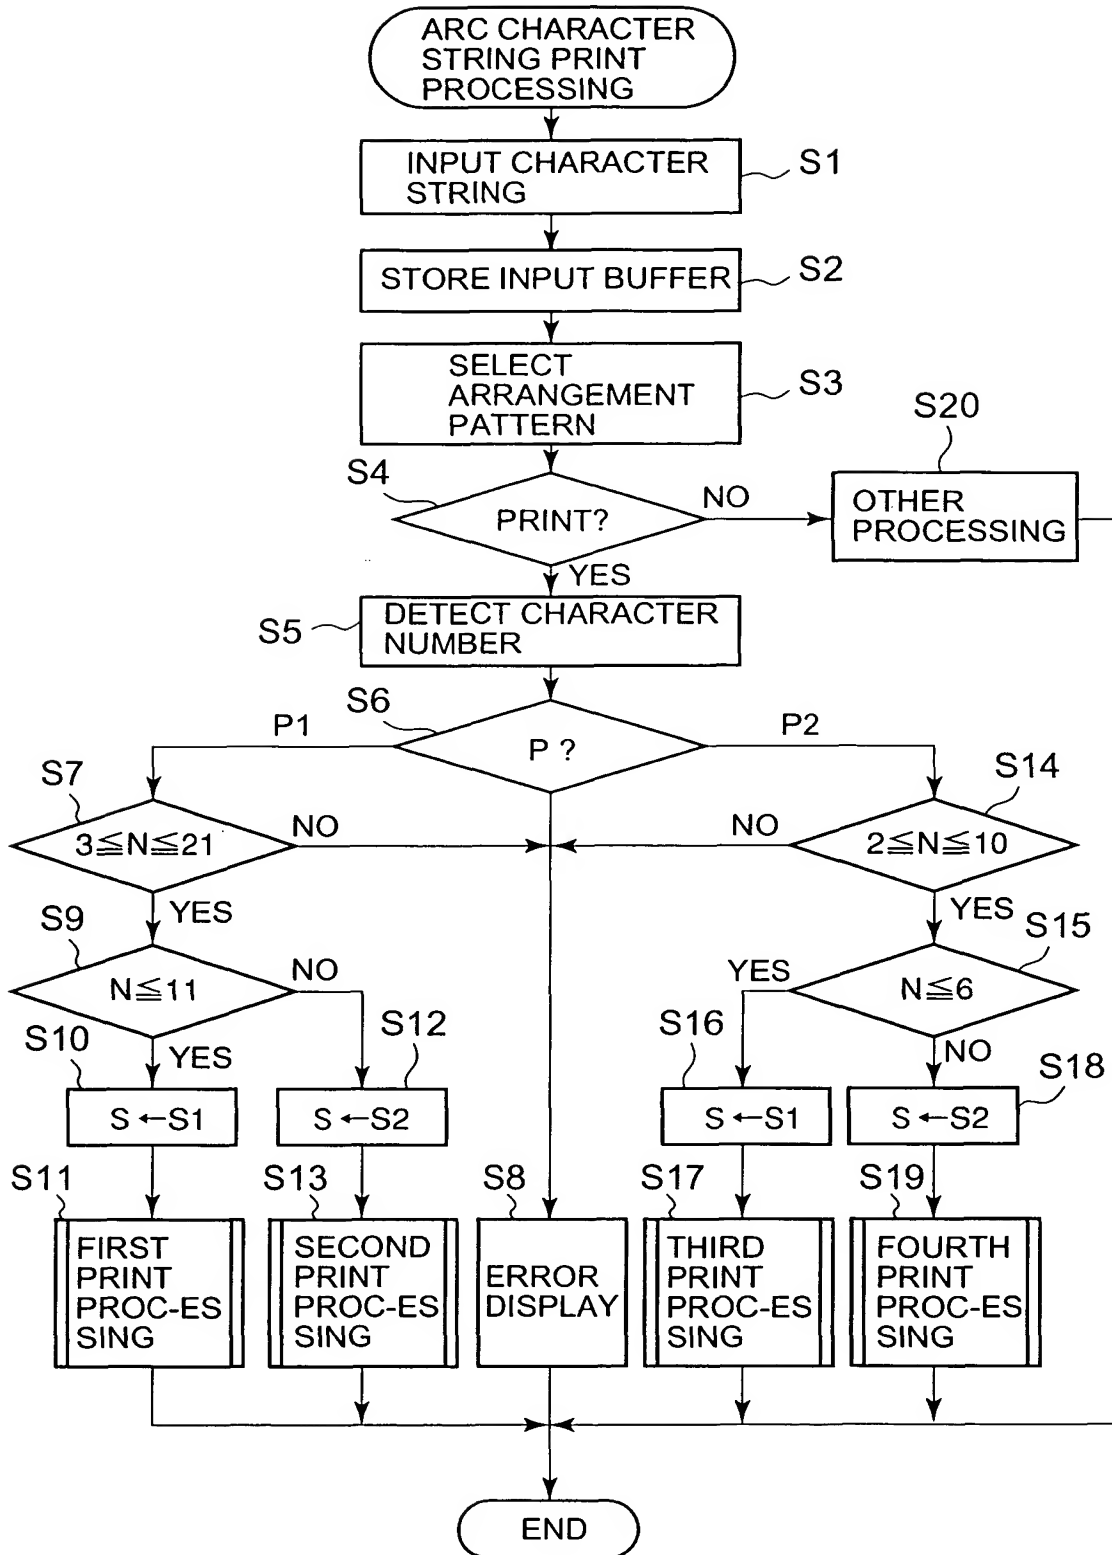 ARC CHARACTER
STRING PRINT
PROCESSING
INPUT CHARACTER
STRING
S1
STORE INPUT BUFFER
S2
SELECT
ARRANGEMENT
PATTERN
S3
S20
S4
PRINT?
NO
OTHER
PROCESSING
YES
S5
DETECT CHARACTER
NUMBER
S6
P1
P ?
P2
S7
S14
3≦N≦21
NO
NO
2≦N≦10
YES
YES
S9
S15
N≦11
NO
YES
N≦6
S10
YES
S12
S16
NO
S18
S←S1
S←S2
S←S1
S←S2
S11
S13
S8
S17
S19
FIRST
PRINT
PROC-ES
SING
SECOND
PRINT
PROC-ES
SING
ERROR
DISPLAY
THIRD
PRINT
PROC-ES
SING
FOURTH
PRINT
PROC-ES
SING
END